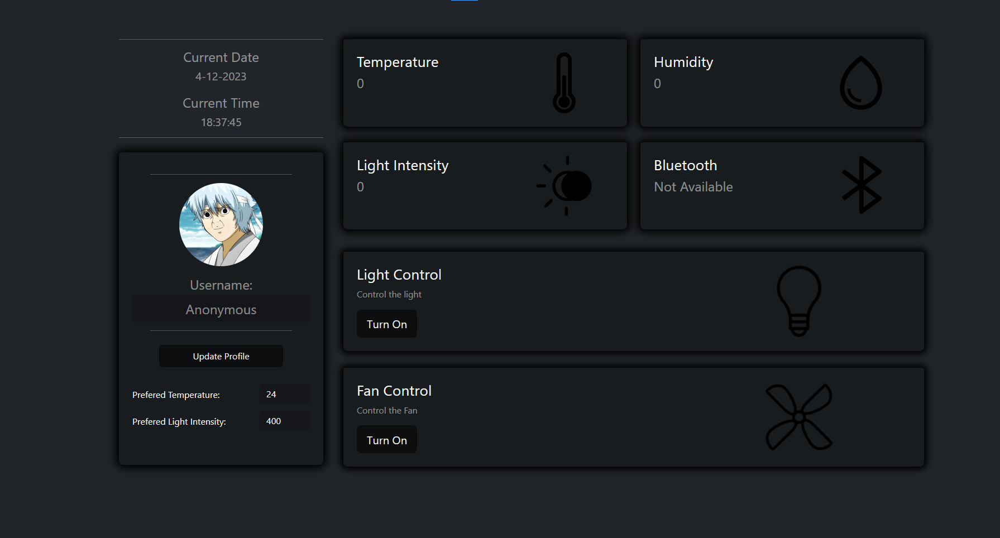 Current Date
4-12-2023
Current Time
18:37:45
Username:
Anonymous
Update Profile
Prefered Temperature: 24
Prefered Light Intensity: 400
Temperature
0
Humidity
0
Light Intensity
0
Bluetooth
Not Available
Light Control
Control the light
Turn On
Fan Control
Control the Fan
Turn On